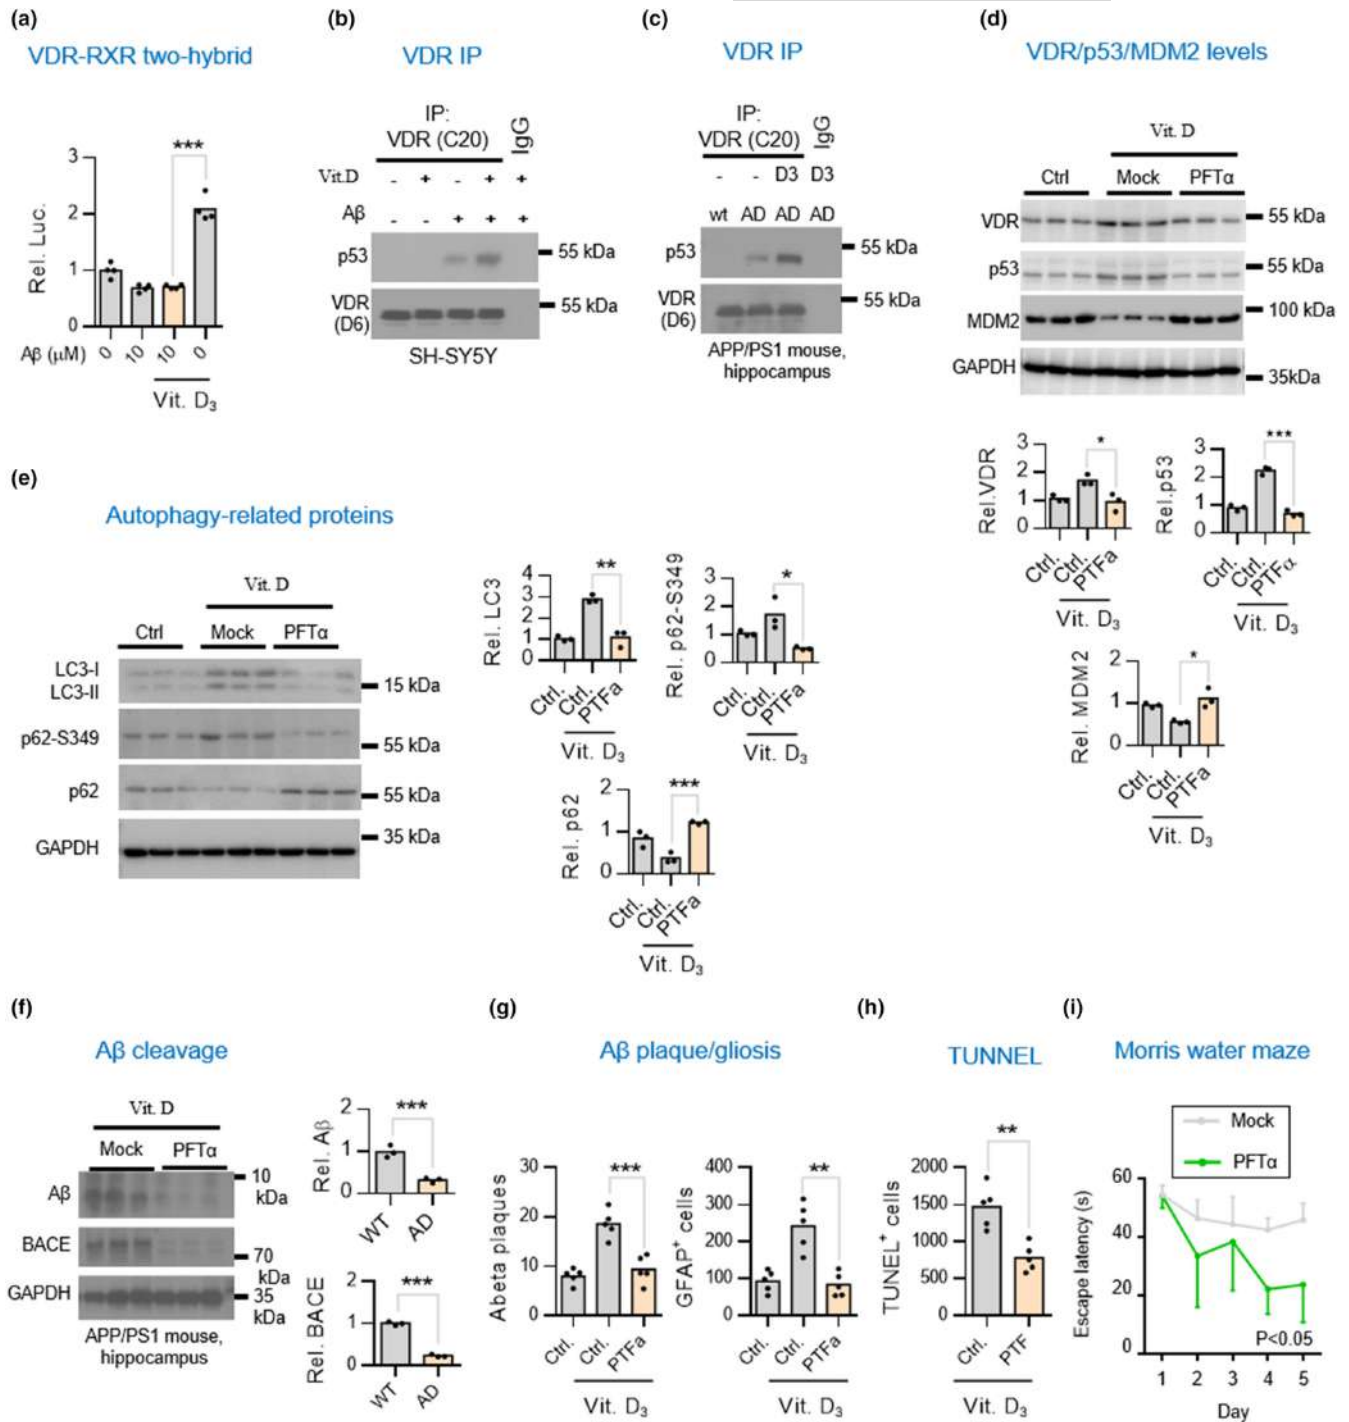 (a)
VDR-RXR two-hybrid
***
3
2
1
0
Rel. Luc.
Aβ (μM)
0
10
10
0
Vit. D3
(b)
VDR IP
IP:
VDR (C20)
IgG
Vit.D
- + - + +
Aβ
- - + + +
p53
55 kDa
VDR
(D6)
55 kDa
SH-SY5Y
(c)
VDR IP
IP:
VDR (C20)
IgG
- - D3 D3
wt AD AD AD
p53
55 kDa
VDR
(D6)
55 kDa
APP/PS1 mouse,
hippocampus
(d)
VDR/p53/MDM2 levels
Vit. D
Ctrl
Mock
PFTα
VDR
55 kDa
p53
55 kDa
MDM2
100 kDa
GAPDH
35kDa
Rel.VDR
3
2
1
0
*
Ctrl.
Ctrl.
PTFa
Vit. D3
Rel.p53
3
2
1
0
***
Ctrl.
Ctrl.
PTFα
Vit. D3
Rel. MDM2
2
1
0
*
Ctrl.
Ctrl.
PTFa
Vit. D3
(e)
Autophagy-related proteins
Vit. D
Ctrl
Mock
PFTα
LC3-I
LC3-II
15 kDa
p62-S349
55 kDa
p62
55 kDa
GAPDH
35 kDa
Rel. LC3
4
3
2
1
0
**
Ctrl.
Ctrl.
PTFa
Vit. D3
Rel. p62-S349
3
2
1
0
*
Ctrl.
Ctrl.
PTFa
Vit. D3
Rel. p62
2
1
0
***
Ctrl.
Ctrl.
PTFa
Vit. D3
(f)
Aβ cleavage
Vit. D
Mock
PFTα
Aβ
10
kDa
BACE
70
kDa
GAPDH
35
kDa
APP/PS1 mouse,
hippocampus
Rel. Aβ
2
1
0
***
WT
AD
Rel. BACE
2
1
0
***
WT
AD
(g)
Aβ plaque/gliosis
Abeta plaques
30
20
10
0
***
Ctrl.
Ctrl.
PTFa
Vit. D3
GFAP+ cells
400
300
200
100
0
**
Ctrl.
Ctrl.
PTFa
Vit. D3
(h)
TUNNEL
TUNEL+ cells
2000
1500
1000
500
0
**
Ctrl.
PTF
Vit. D3
(i)
Morris water maze
Mock
PFTα
Escape latency (s)
60
40
20
0
P<0.05
1 2 3 4 5
Day